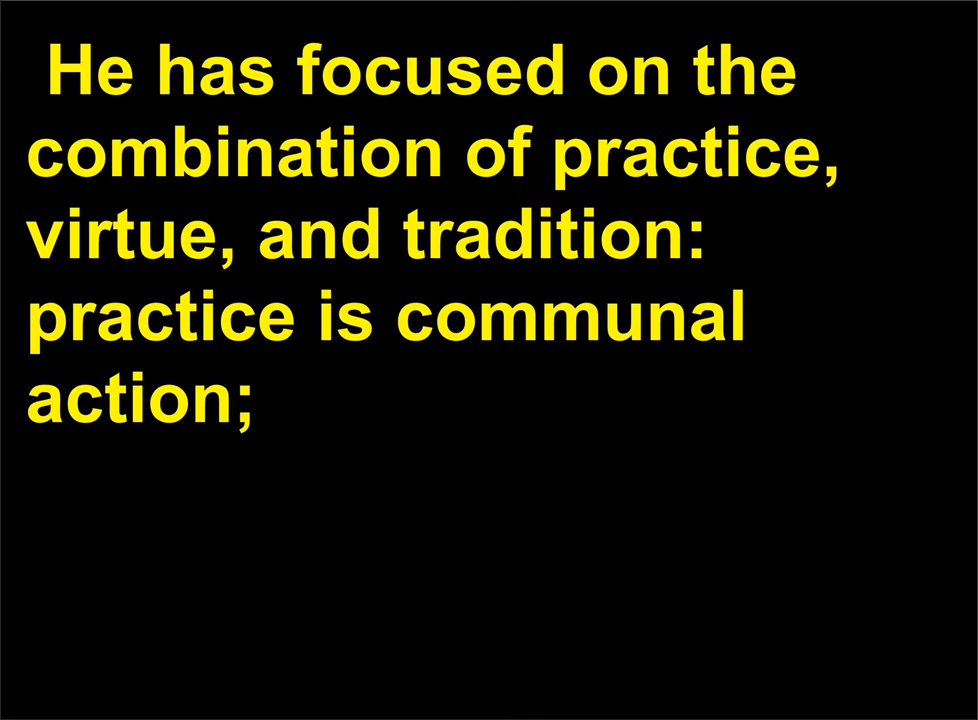 He has focused on the
combination of practice,
virtue, and tradition:
practice is communal
action;